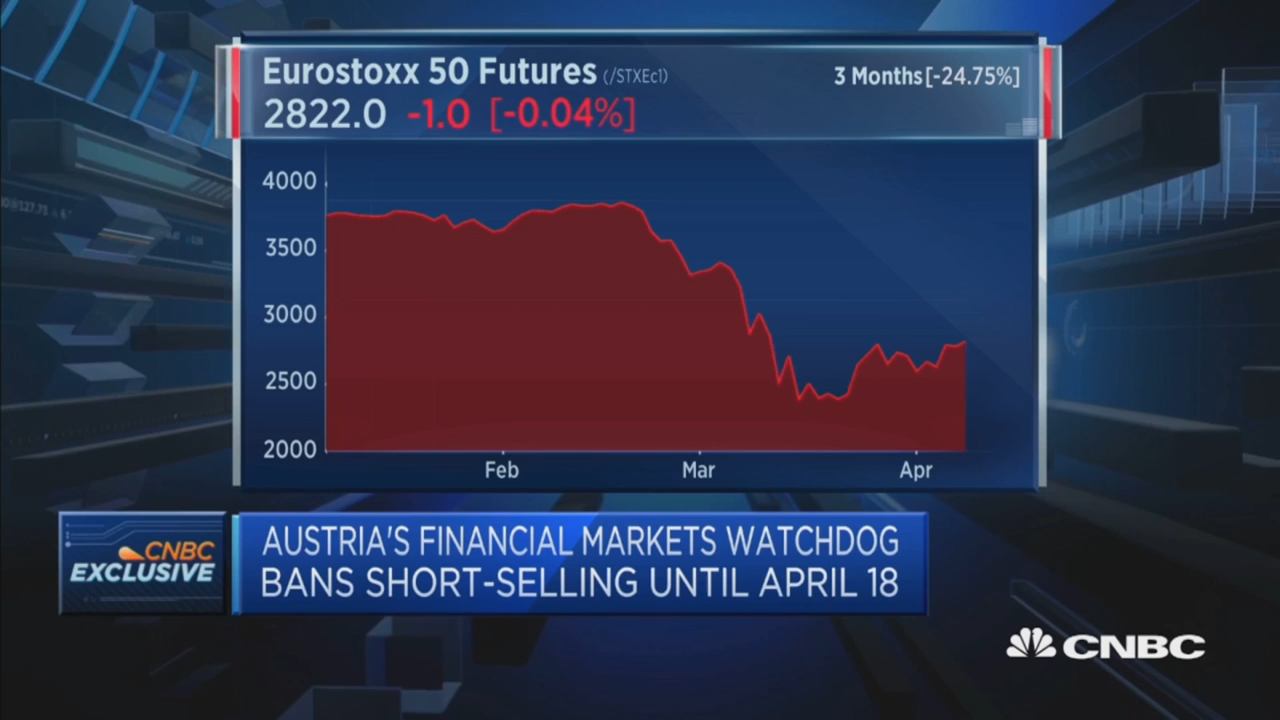 Eurostoxx 50 Futures (/STXEc1)
3 Months [-24.75%]
2822.0 -1.0 [-0.04%]
4000
3500
3000
2500
2000
Feb Mar Apr
CNBC
EXCLUSIVE
AUSTRIA'S FINANCIAL MARKETS WATCHDOG
BANS SHORT-SELLING UNTIL APRIL 18
CNBC